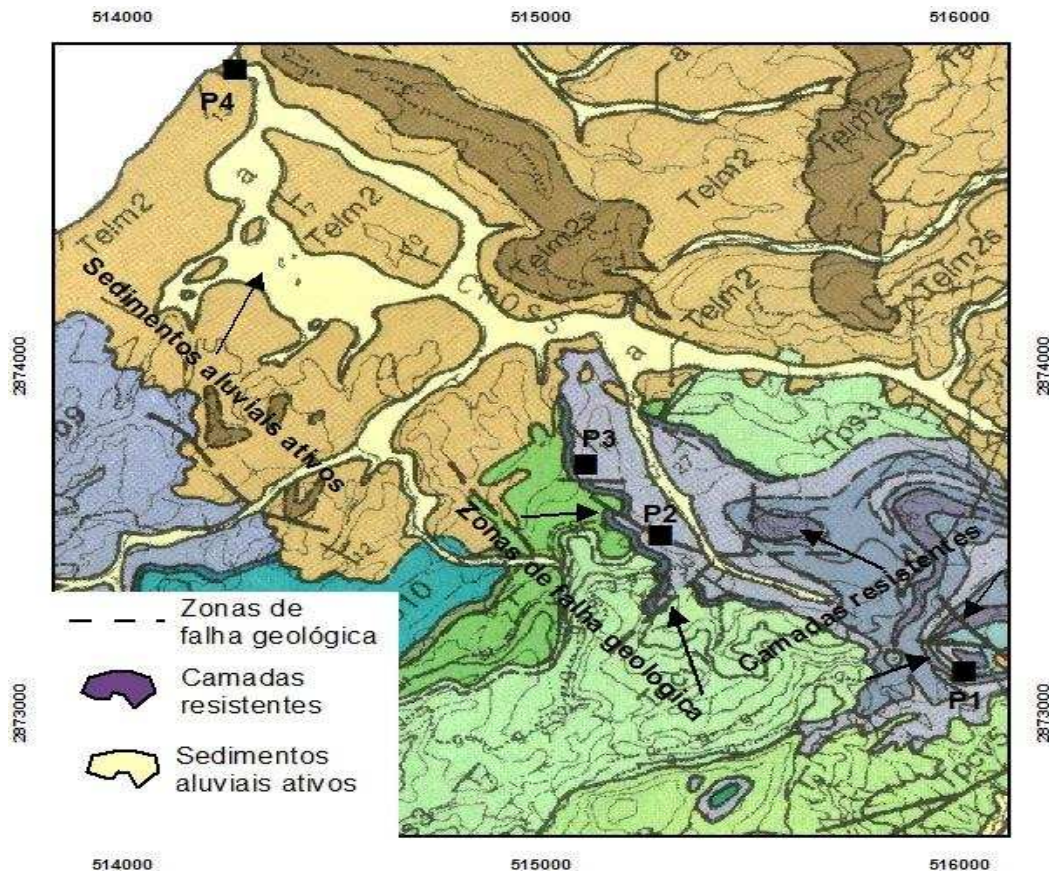 514000 515000 516000
P4
a
Telm2
Telm2
Telm2s
Telm2
Telm2s
Telm2s
Telm2
Telm2
Sedimentos aluviais ativos
2874000
2874000
a
Tps3
P3
P2
27
Zonas de falha geológica
Camadas resistentes
P1
2873000
2873000
Zonas de
falha geológica
Camadas
resistentes
Sedimentos
aluviais ativos
514000 515000 516000